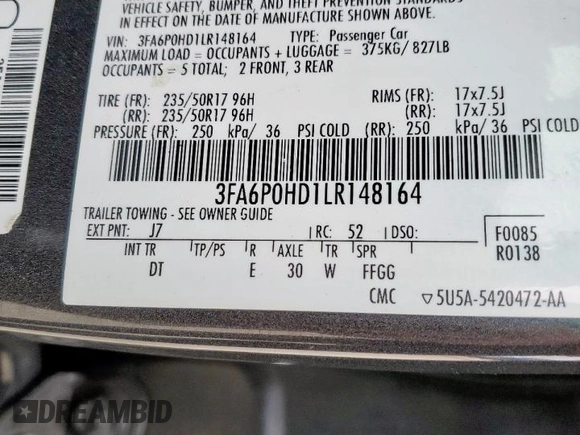 VEHICLE SAFETY, BUMPER, AND THEFT PREVENTION STANDARDS
IN EFFECT ON THE DATE OF MANUFACTURE SHOWN ABOVE.
VIN: 3FA6P0HD1LR148164 TYPE: Passenger Car
MAXIMUM LOAD = OCCUPANTS + LUGGAGE = 375KG/ 827LB
OCCUPANTS = 5 TOTAL; 2 FRONT, 3 REAR
TIRE (FR): 235/50R17 96H RIMS (FR): 17x7.5J
(RR): 235/50R17 96H (RR): 17x7.5J
PRESSURE (FR): 250 kPa/ 36 PSI COLD (RR): 250 kPa/ 36 PSI COLD
3FA6P0HD1LR148164
TRAILER TOWING - SEE OWNER GUIDE
EXT PNT: J7 RC: 52 DSO: F0085
INT TR TP/PS R AXLE TR SPR R0138
DT E 30 W FFGG
CMC ▽5U5A-5420472-AA
DREAMBID